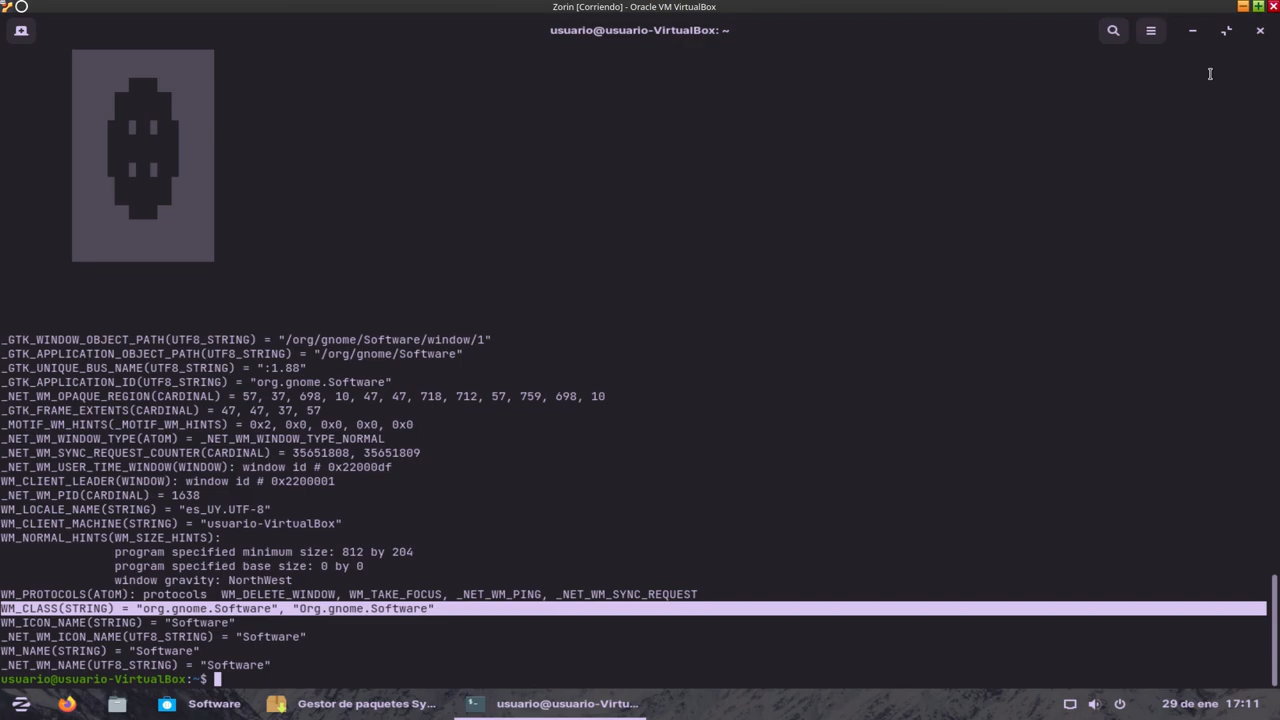 Zorin [Corriendo] - Oracle VM VirtualBox
usuario@usuario-VirtualBox: ~
_GTK_WINDOW_OBJECT_PATH(UTF8_STRING) = "/org/gnome/Software/window/1"
_GTK_APPLICATION_OBJECT_PATH(UTF8_STRING) = "/org/gnome/Software"
_GTK_UNIQUE_BUS_NAME(UTF8_STRING) = ":1.88"
_GTK_APPLICATION_ID(UTF8_STRING) = "org.gnome.Software"
_NET_WM_OPAQUE_REGION(CARDINAL) = 57, 37, 698, 10, 47, 47, 718, 712, 57, 759, 698, 10
_GTK_FRAME_EXTENTS(CARDINAL) = 47, 47, 37, 57
_MOTIF_WM_HINTS(_MOTIF_WM_HINTS) = 0x2, 0x0, 0x0, 0x0, 0x0
_NET_WM_WINDOW_TYPE(ATOM) = _NET_WM_WINDOW_TYPE_NORMAL
_NET_WM_SYNC_REQUEST_COUNTER(CARDINAL) = 35651808, 35651809
_NET_WM_USER_TIME_WINDOW(WINDOW): window id # 0x22000df
WM_CLIENT_LEADER(WINDOW): window id # 0x2200001
_NET_WM_PID(CARDINAL) = 1638
WM_LOCALE_NAME(STRING) = "es_UY.UTF-8"
WM_CLIENT_MACHINE(STRING) = "usuario-VirtualBox"
WM_NORMAL_HINTS(WM_SIZE_HINTS):
program specified minimum size: 812 by 204
program specified base size: 0 by 0
window gravity: NorthWest
WM_PROTOCOLS(ATOM): protocols  WM_DELETE_WINDOW, WM_TAKE_FOCUS, _NET_WM_PING, _NET_WM_SYNC_REQUEST
WM_CLASS(STRING) = "org.gnome.Software", "Org.gnome.Software"
WM_ICON_NAME(STRING) = "Software"
_NET_WM_ICON_NAME(UTF8_STRING) = "Software"
WM_NAME(STRING) = "Software"
_NET_WM_NAME(UTF8_STRING) = "Software"
usuario@usuario-VirtualBox:~$
Software
Gestor de paquetes Sy...
usuario@usuario-Virtu...
29 de ene 17:11